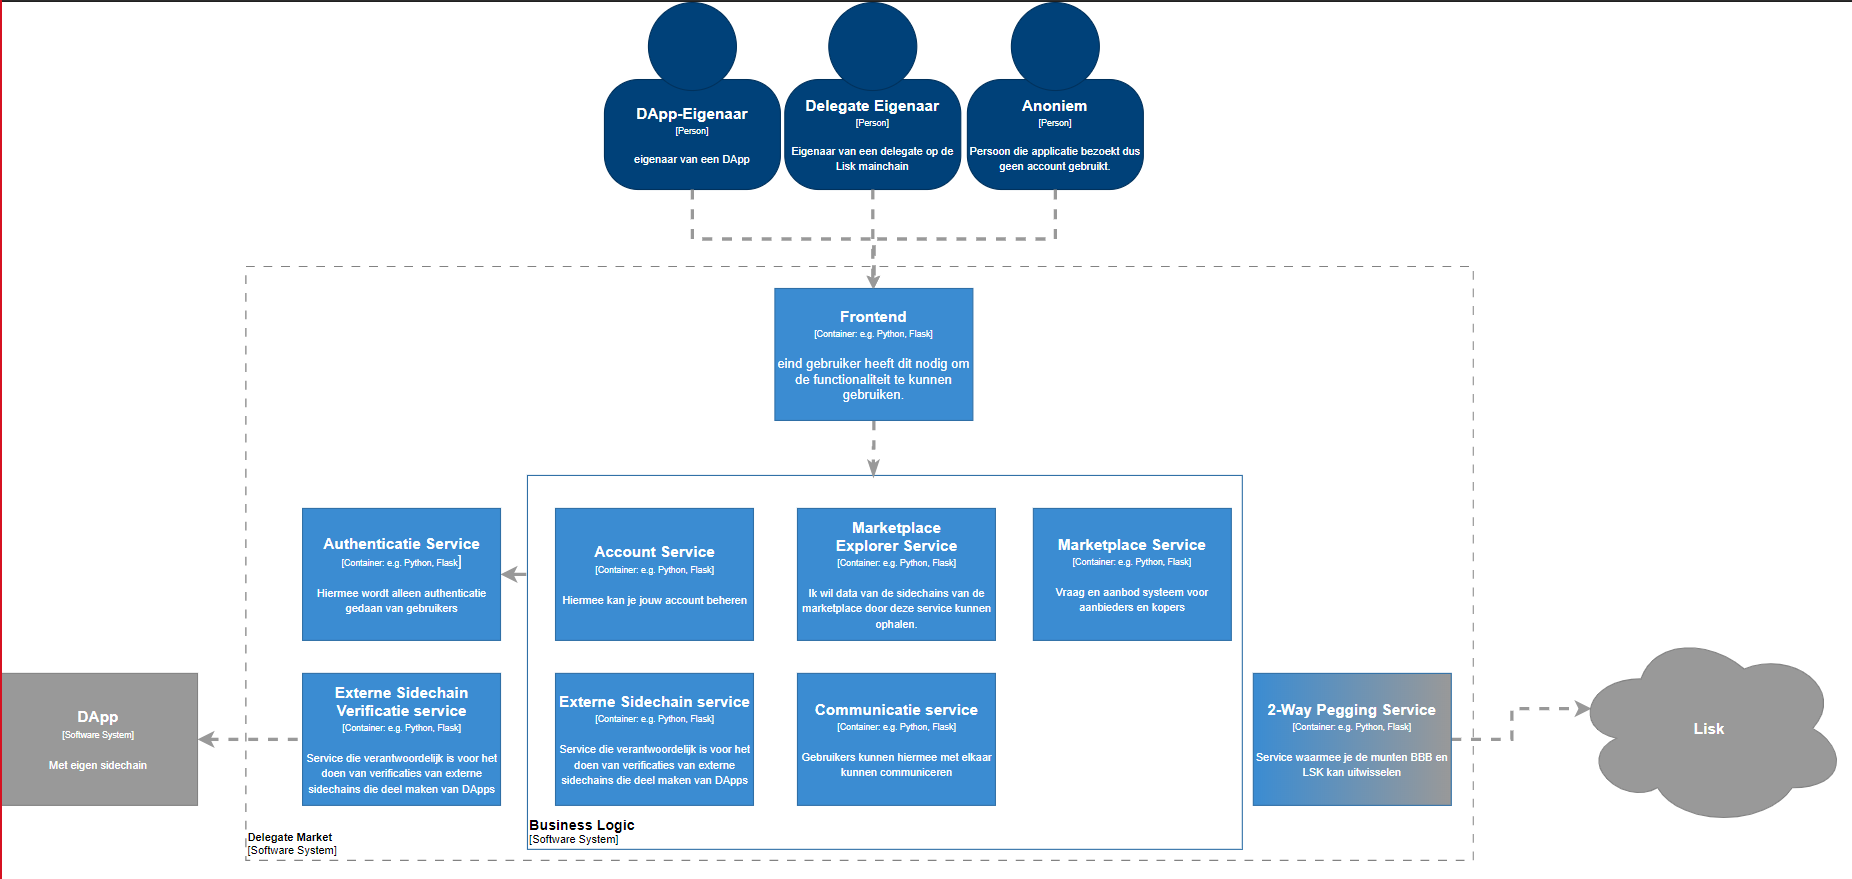 DApp-Eigenaar
[Person]
eigenaar van een DApp
Delegate Eigenaar
[Person]
Eigenaar van een delegate op de
Lisk mainchain
Anoniem
[Person]
Persoon die applicatie bezoekt dus
geen account gebruikt.
Frontend
[Container: e.g. Python, Flask]
eind gebruiker heeft dit nodig om
de functionaliteit te kunnen
gebruiken.
Authenticatie Service
[Container: e.g. Python, Flask]
Hiermee wordt alleen authenticatie
gedaan van gebruikers
Account Service
[Container: e.g. Python, Flask]
Hiermee kan je jouw account beheren
Marketplace
Explorer Service
[Container: e.g. Python, Flask]
Ik wil data van de sidechains van de
marketplace door deze service kunnen
ophalen.
Marketplace Service
[Container: e.g. Python, Flask]
Vraag en aanbod systeem voor
aanbieders en kopers
DApp
[Software System]
Met eigen sidechain
Externe Sidechain
Verificatie service
[Container: e.g. Python, Flask]
Service die verantwoordelijk is voor het
doen van verificaties van externe
sidechains die deel maken van DApps
Externe Sidechain service
[Container: e.g. Python, Flask]
Service die verantwoordelijk is voor het
doen van verificaties van externe
sidechains die deel maken van DApps
Communicatie service
[Container: e.g. Python, Flask]
Gebruikers kunnen hiermee met elkaar
kunnen communiceren
2-Way Pegging Service
[Container: e.g. Python, Flask]
Service waarmee je de munten BBB en
LSK kan uitwisselen
Lisk
Business Logic
[Software System]
Delegate Market
[Software System]